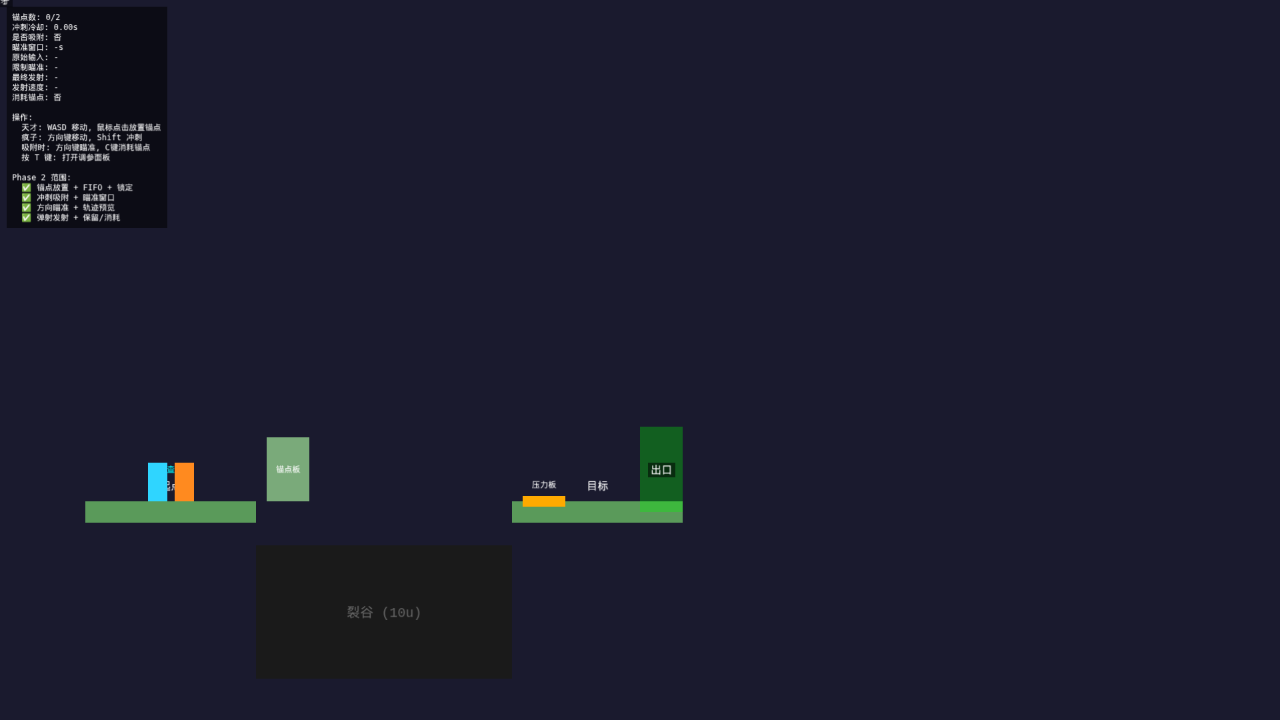 锚点数: 0/2
冲刺冷却: 0.00s
是否吸附: 否
瞄准窗口: -s
原始输入: -
限制瞄准: -
最终发射: -
发射速度: -
消耗锚点: 否
操作:
天才: WASD 移动, 鼠标点击放置锚点
疯子: 方向键移动, Shift 冲刺
吸附时: 方向键瞄准, C键消耗锚点
按 T 键: 打开调参面板
Phase 2 范围:
✅ 锚点放置 + FIFO + 锁定
✅ 冲刺吸附 + 瞄准窗口
✅ 方向瞄准 + 轨迹预览
✅ 弹射发射 + 保留/消耗
锚点板
出口
压力板
目标
裂谷 (10u)